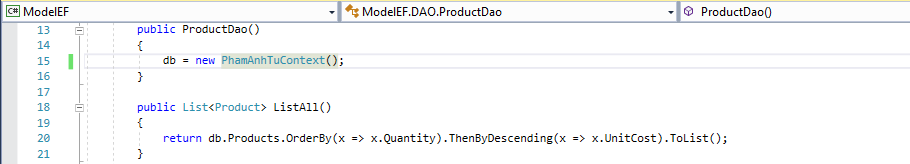 ModelEF ModelEF.DAO.ProductDao ProductDao()
13 public ProductDao()
14 {
15 db = new PhamAnhTuContext();
16 }
17
18 public List<Product> ListAll()
19 {
20 return db.Products.OrderBy(x => x.Quantity).ThenByDescending(x => x.UnitCost).ToList();
21 }